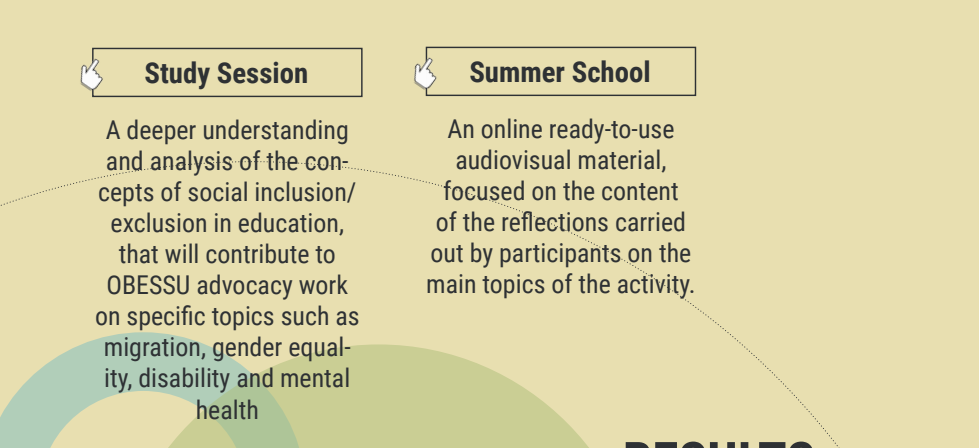 Study Session
A deeper understanding
and analysis of the con-
cepts of social inclusion/
exclusion in education,
that will contribute to
OBESSU advocacy work
on specific topics such as
migration, gender equal-
ity, disability and mental
health
Summer School
An online ready-to-use
audiovisual material,
focused on the content
of the reflections carried
out by participants on the
main topics of the activity.
RESULTS